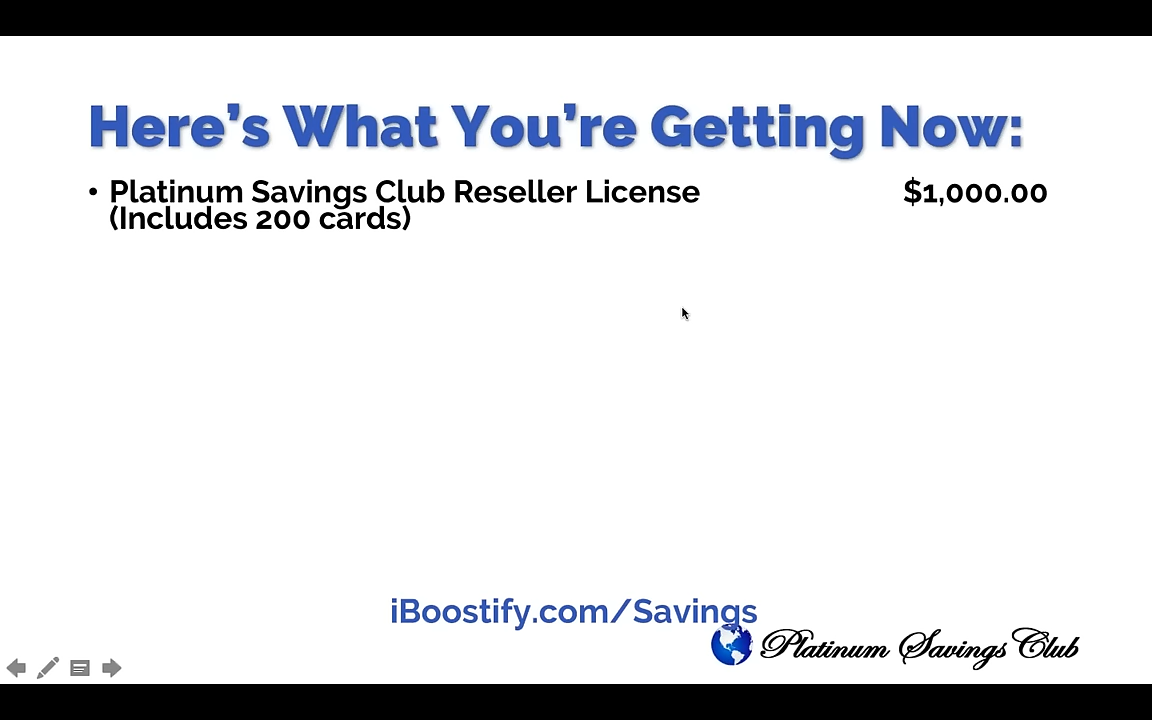 Here’s What You’re Getting Now:
• Platinum Savings Club Reseller License $1,000.00
(Includes 200 cards)
iBoostify.com/Savings
Platinum Savings Club